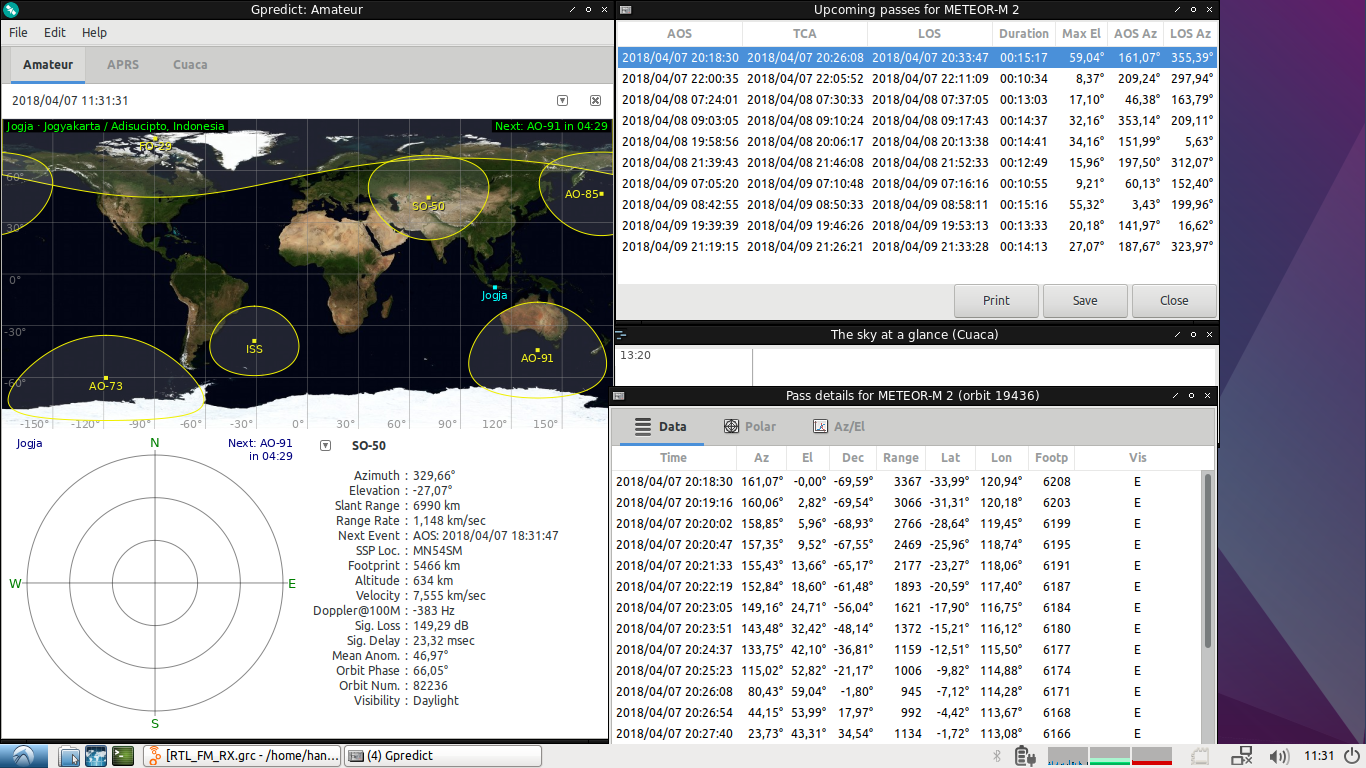 Gpredict: Amateur
File Edit Help
Amateur APRS Cuaca
2018/04/07 11:31:31
Jogja · Jogyakarta / Adisucipto, Indonesia Next: AO-91 in 04:29
FO-29
60°
AO-85
SO-50
30°
0°
Jogja
-30°
ISS
AO-91
-60°
AO-73
-150° -120° -90° -60° -30° 0° 30° 60° 90° 120° 150°
Jogja
N
Next: AO-91
in 04:29
W
E
S
SO-50
Azimuth : 329,66°
Elevation : -27,07°
Slant Range : 6990 km
Range Rate : 1,148 km/sec
Next Event : AOS: 2018/04/07 18:31:47
SSP Loc. : MN54SM
Footprint : 5466 km
Altitude : 634 km
Velocity : 7,555 km/sec
Doppler@100M : -383 Hz
Sig. Loss : 149,29 dB
Sig. Delay : 23,32 msec
Mean Anom. : 46,97°
Orbit Phase : 66,05°
Orbit Num. : 82236
Visibility : Daylight
Upcoming passes for METEOR-M 2
AOS TCA LOS Duration Max El AOS Az LOS Az
2018/04/07 20:18:30 2018/04/07 20:26:08 2018/04/07 20:33:47 00:15:17 59,04° 161,07° 355,39°
2018/04/07 22:00:35 2018/04/07 22:05:52 2018/04/07 22:11:09 00:10:34 8,37° 209,24° 297,94°
2018/04/08 07:24:01 2018/04/08 07:30:33 2018/04/08 07:37:05 00:13:03 17,10° 46,38° 163,79°
2018/04/08 09:03:05 2018/04/08 09:10:24 2018/04/08 09:17:43 00:14:37 32,16° 353,14° 209,11°
2018/04/08 19:58:56 2018/04/08 20:06:17 2018/04/08 20:13:38 00:14:41 34,16° 151,99° 5,63°
2018/04/08 21:39:43 2018/04/08 21:46:08 2018/04/08 21:52:33 00:12:49 15,96° 197,50° 312,07°
2018/04/09 07:05:20 2018/04/09 07:10:48 2018/04/09 07:16:16 00:10:55 9,21° 60,13° 152,40°
2018/04/09 08:42:55 2018/04/09 08:50:33 2018/04/09 08:58:11 00:15:16 55,32° 3,43° 199,96°
2018/04/09 19:39:39 2018/04/09 19:46:26 2018/04/09 19:53:13 00:13:33 20,18° 141,97° 16,62°
2018/04/09 21:19:15 2018/04/09 21:26:21 2018/04/09 21:33:28 00:14:13 27,07° 187,67° 323,97°
Print Save Close
The sky at a glance (Cuaca)
13:20
Pass details for METEOR-M 2 (orbit 19436)
Data Polar Az/El
Time Az El Dec Range Lat Lon Footp Vis
2018/04/07 20:18:30 161,07° -0,00° -69,59° 3367 -33,99° 120,94° 6208 E
2018/04/07 20:19:16 160,06° 2,82° -69,54° 3066 -31,31° 120,18° 6203 E
2018/04/07 20:20:02 158,85° 5,96° -68,93° 2766 -28,64° 119,45° 6199 E
2018/04/07 20:20:47 157,35° 9,52° -67,55° 2469 -25,96° 118,74° 6195 E
2018/04/07 20:21:33 155,43° 13,66° -65,17° 2177 -23,27° 118,06° 6191 E
2018/04/07 20:22:19 152,84° 18,60° -61,48° 1893 -20,59° 117,40° 6187 E
2018/04/07 20:23:05 149,16° 24,71° -56,04° 1621 -17,90° 116,75° 6184 E
2018/04/07 20:23:51 143,48° 32,42° -48,14° 1372 -15,21° 116,12° 6180 E
2018/04/07 20:24:37 133,75° 42,10° -36,81° 1159 -12,51° 115,50° 6177 E
2018/04/07 20:25:23 115,02° 52,82° -21,17° 1006 -9,82° 114,88° 6174 E
2018/04/07 20:26:08 80,43° 59,04° -1,80° 945 -7,12° 114,28° 6171 E
2018/04/07 20:26:54 44,15° 53,99° 17,97° 992 -4,42° 113,67° 6168 E
2018/04/07 20:27:40 23,73° 43,31° 34,54° 1134 -1,72° 113,08° 6166 E
[RTL_FM_RX.grc - /home/han... (4) Gpredict 11:31